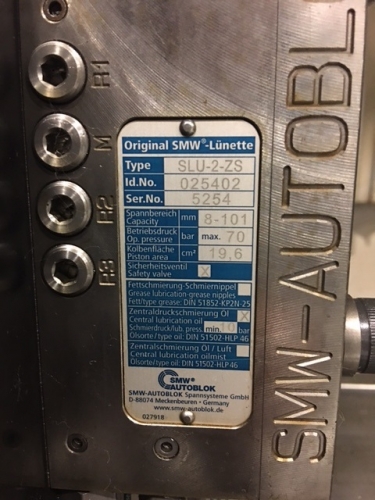 R1
M
R2
R3
SMW-AUTOBL
Original SMW®-Lünette
Type SLU-2-ZS
Id.No. 025402
Ser.No. 5254
Spannbereich
Capacity mm 8-101
Betriebsdruck
Op. pressure bar max. 70
Kolbenfläche
Piston area cm² 19,6
Sicherheitsventil
Safety valve X
Fettschmierung-Schmiernippel
Grease lubrication-grease nipples
Fettype/grease type: DIN 51852-KP2N-25
Zentraldruckschmierung Öl X
Central lubrication oil
Schmierdruck/lub. press. min. 10 bar
Ölsorte/type oil: DIN 51502-HLP 46
Zentralschmierung Öl / Luft
Central lubrication oilmist
Ölsorte/type oil: DIN 51502-HLP 46
SMW®
AUTOBLOK
SMW-AUTOBLOK Spannsysteme GmbH
D-88074 Meckenbeuren • Germany
www.smw-autoblok.de
027918